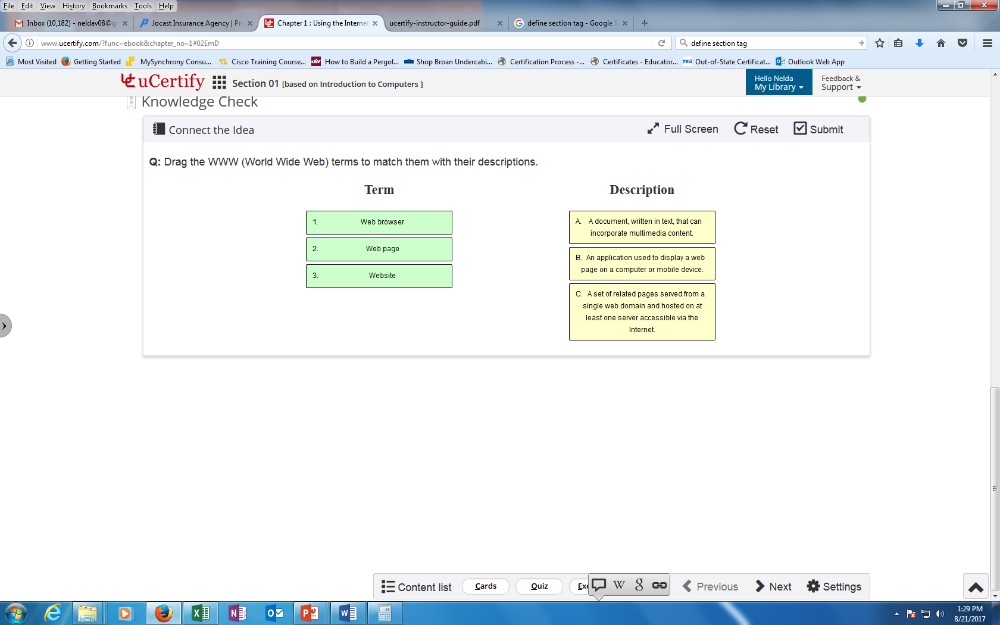 File Edit View History Bookmarks Tools Help
Inbox (10,182) - neldav08@g
Jocast Insurance Agency | Pr
Chapter 1 : Using the Internet
ucertify-instructor-guide.pdf
define section tag - Google S
www.ucertify.com/?func=ebook&chapter_no=1#02EmD
define section tag
Most Visited
Getting Started
MySynchrony Consu...
Cisco Training Course...
diy
How to Build a Pergol...
Shop Broan Undercabi...
Certification Process -...
Certificates - Educator...
TEA
Out-of-State Certificat...
Outlook Web App
uCertify
Section 01 [based on Introduction to Computers ]
Hello Nelda
My Library
Feedback &
Support
Knowledge Check
Connect the Idea
Full Screen
Reset
Submit
Q: Drag the WWW (World Wide Web) terms to match them with their descriptions.
Term
Description
1. Web browser
2. Web page
3. Website
A. A document, written in text, that can
incorporate multimedia content.
B. An application used to display a web
page on a computer or mobile device.
C. A set of related pages served from a
single web domain and hosted on at
least one server accessible via the
Internet.
Content list
Cards
Quiz
Exe
W
g
Previous
Next
Settings
1:29 PM
8/21/2017